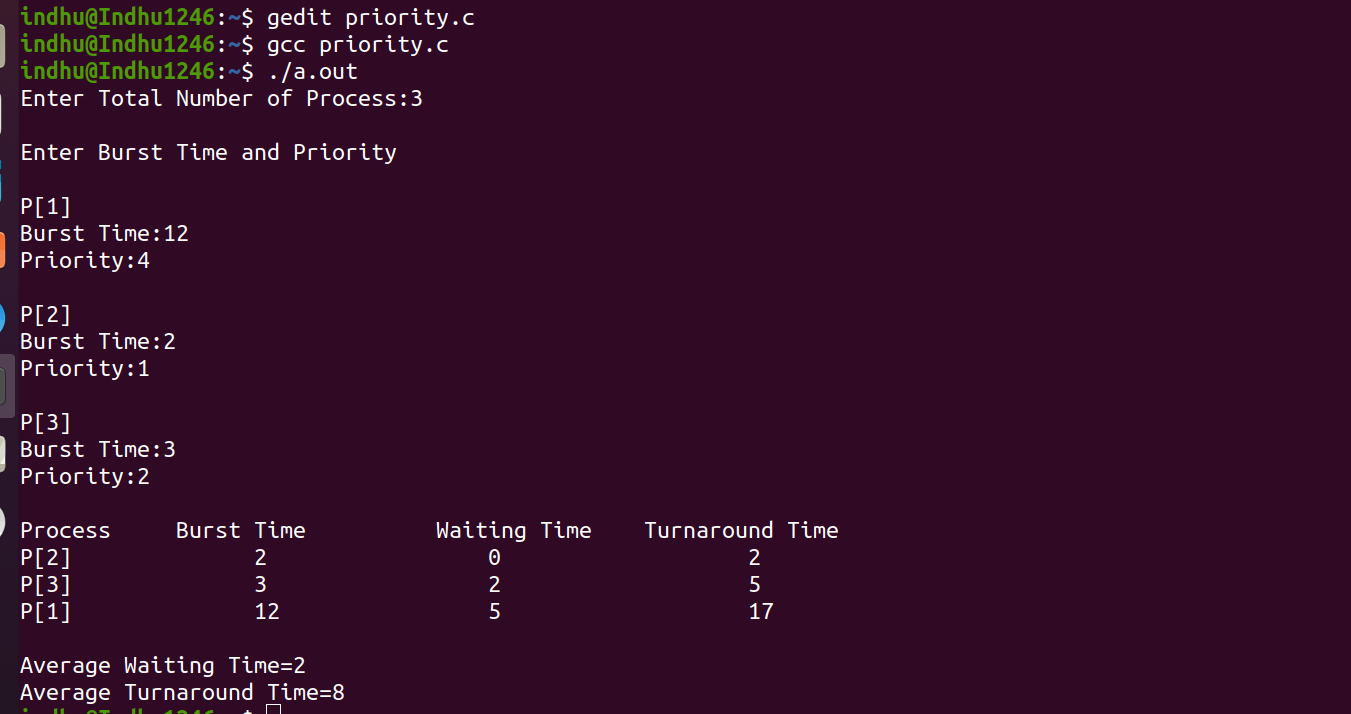 indhu@Indhu1246:~$ gedit priority.c
indhu@Indhu1246:~$ gcc priority.c
indhu@Indhu1246:~$ ./a.out
Enter Total Number of Process:3
Enter Burst Time and Priority
P[1]
Burst Time:12
Priority:4
P[2]
Burst Time:2
Priority:1
P[3]
Burst Time:3
Priority:2
Process Burst Time Waiting Time Turnaround Time
P[2] 2 0 2
P[3] 3 2 5
P[1] 12 5 17
Average Waiting Time=2
Average Turnaround Time=8
indhu@Indhu1246:~$